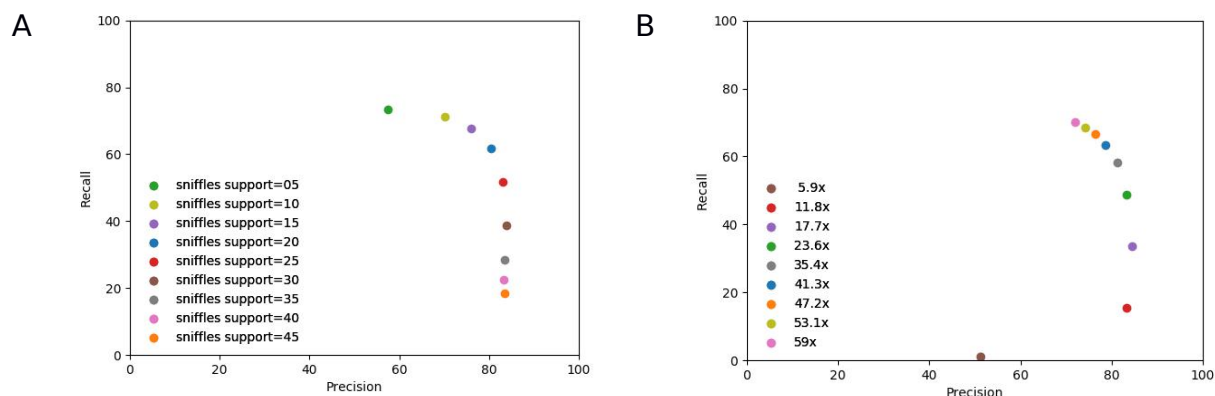 A
100
80
60
40
20
0
Recall
sniffles support=05
sniffles support=10
sniffles support=15
sniffles support=20
sniffles support=25
sniffles support=30
sniffles support=35
sniffles support=40
sniffles support=45
0 20 40 60 80 100
Precision
B
100
80
60
40
20
0
Recall
5.9x
11.8x
17.7x
23.6x
35.4x
41.3x
47.2x
53.1x
59x
0 20 40 60 80 100
Precision